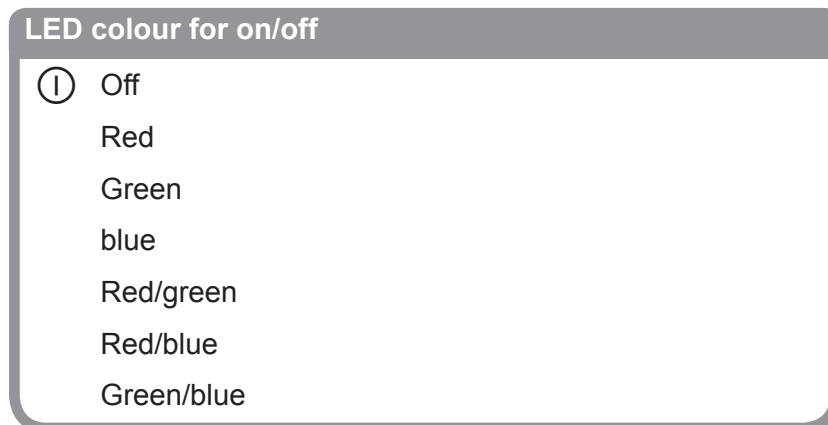 LED colour for on/off
Off
Red
Green
blue
Red/green
Red/blue
Green/blue